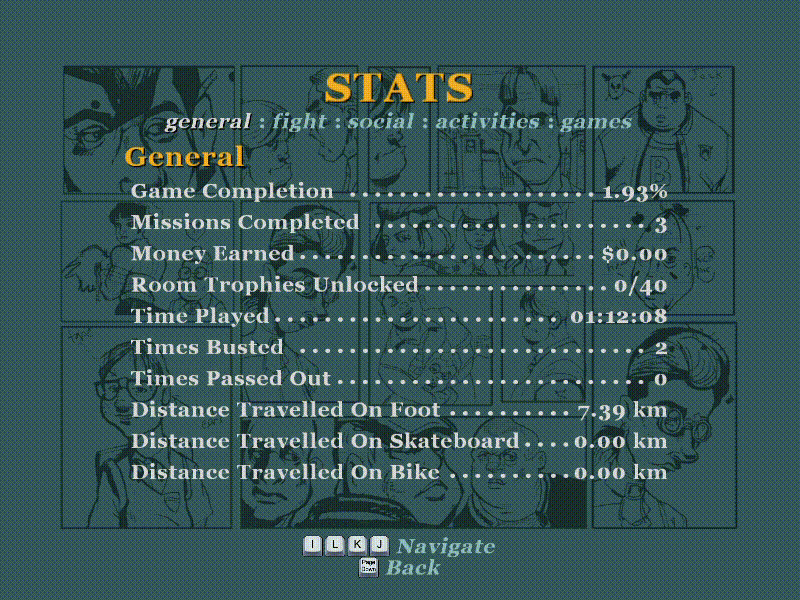 STATS
general : fight : social : activities : games
General
Game Completion .................... 1.93%
Missions Completed ...................... 3
Money Earned ........................ $0.00
Room Trophies Unlocked ............... 0/40
Time Played ....................... 01:12:08
Times Busted ............................ 2
Times Passed Out ......................... 0
Distance Travelled On Foot .......... 7.39 km
Distance Travelled On Skateboard .... 0.00 km
Distance Travelled On Bike .......... 0.00 km
I L K J Navigate
Page Down Back